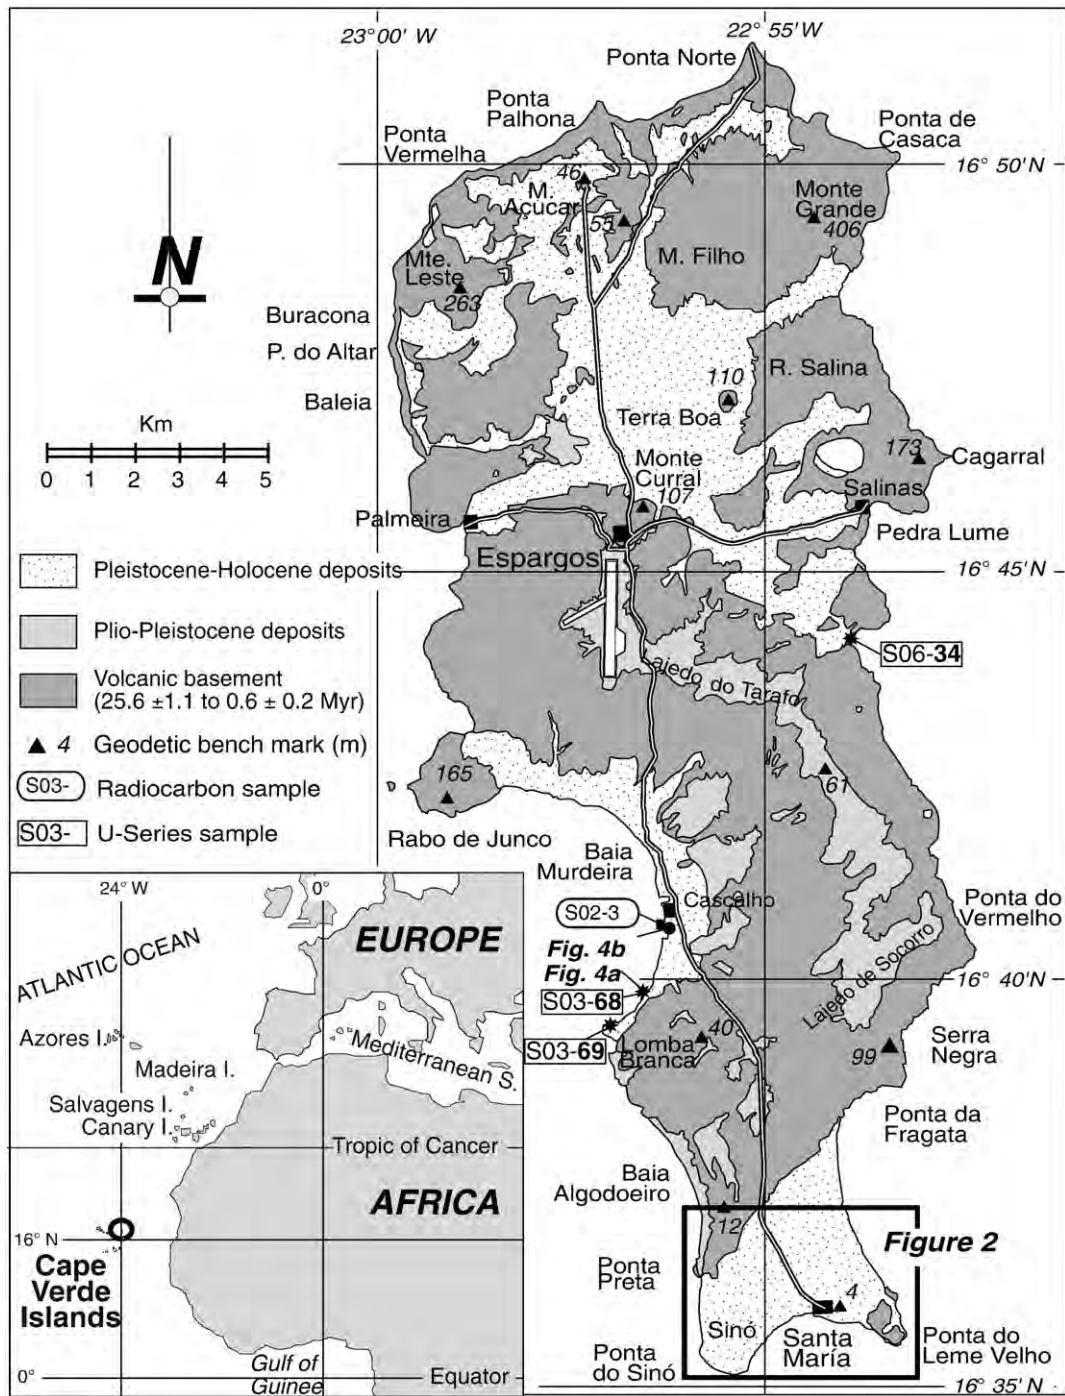 23° 00' W
22° 55' W
Ponta Norte
Ponta
Palhona
Ponta
Vermelha
Ponta de
Casaca
16° 50' N
46
M.
Açucar
55
Monte
Grande
406
M. Filho
Mte.
Leste
263
N
Buracona
P. do Altar
Baleia
R. Salina
110
Terra Boa
Km
0 1 2 3 4 5
Monte
Curral
107
173
Cagarral
Salinas
Palmeira
Pedra Lume
Espargos
16° 45' N
Pleistocene-Holocene deposits
Plio-Pleistocene deposits
Volcanic basement
(25.6 ±1.1 to 0.6 ± 0.2 Myr)
4 Geodetic bench mark (m)
S03- Radiocarbon sample
S03- U-Series sample
S06-34
Lajedo do Tarafo
61
165
Rabo de Junco
Baia
Murdeira
Cascalho
S02-3
Fig. 4b
Fig. 4a
S03-68
S03-69
Ponta do
Vermelho
Lajedo de Socorro
16° 40' N
40
Lomba
Branca
99
Serra
Negra
Ponta da
Fragata
Baia
Algodoeiro
12
Figure 2
Ponta
Preta
4
Sinó
Santa
María
Ponta
do Sinó
Ponta do
Leme Velho
16° 35' N
24° W
0°
ATLANTIC OCEAN
EUROPE
Azores I.
Mediterranean S.
Madeira I.
Salvagens I.
Canary I.
Tropic of Cancer
AFRICA
16° N
Cape
Verde
Islands
Gulf of
Guinee
0°
Equator